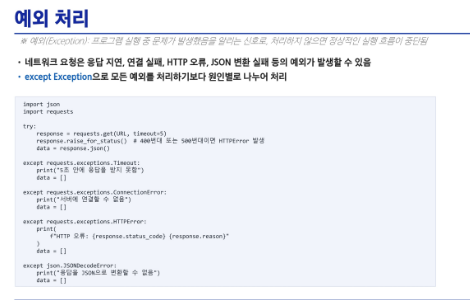 예외 처리
※ 예외(Exception): 프로그램 실행 중 문제가 발생했음을 알리는 신호로, 처리하지 않으면 정상적인 실행 흐름이 중단됨
• 네트워크 요청은 응답 지연, 연결 실패, HTTP 오류, JSON 변환 실패 등의 예외가 발생할 수 있음
• except Exception으로 모든 예외를 처리하기보다 원인별로 나누어 처리
import json
import requests
try:
    response = requests.get(URL, timeout=5)
    response.raise_for_status()  # 400번대 또는 500번대이면 HTTPError 발생
    data = response.json()
except requests.exceptions.Timeout:
    print("5초 안에 응답을 받지 못함")
    data = []
except requests.exceptions.ConnectionError:
    print("서버에 연결할 수 없음")
    data = []
except requests.exceptions.HTTPError:
    print(
        f"HTTP 오류: {response.status_code} {response.reason}"
    )
    data = []
except json.JSONDecodeError:
    print("응답을 JSON으로 변환할 수 없음")
    data = []